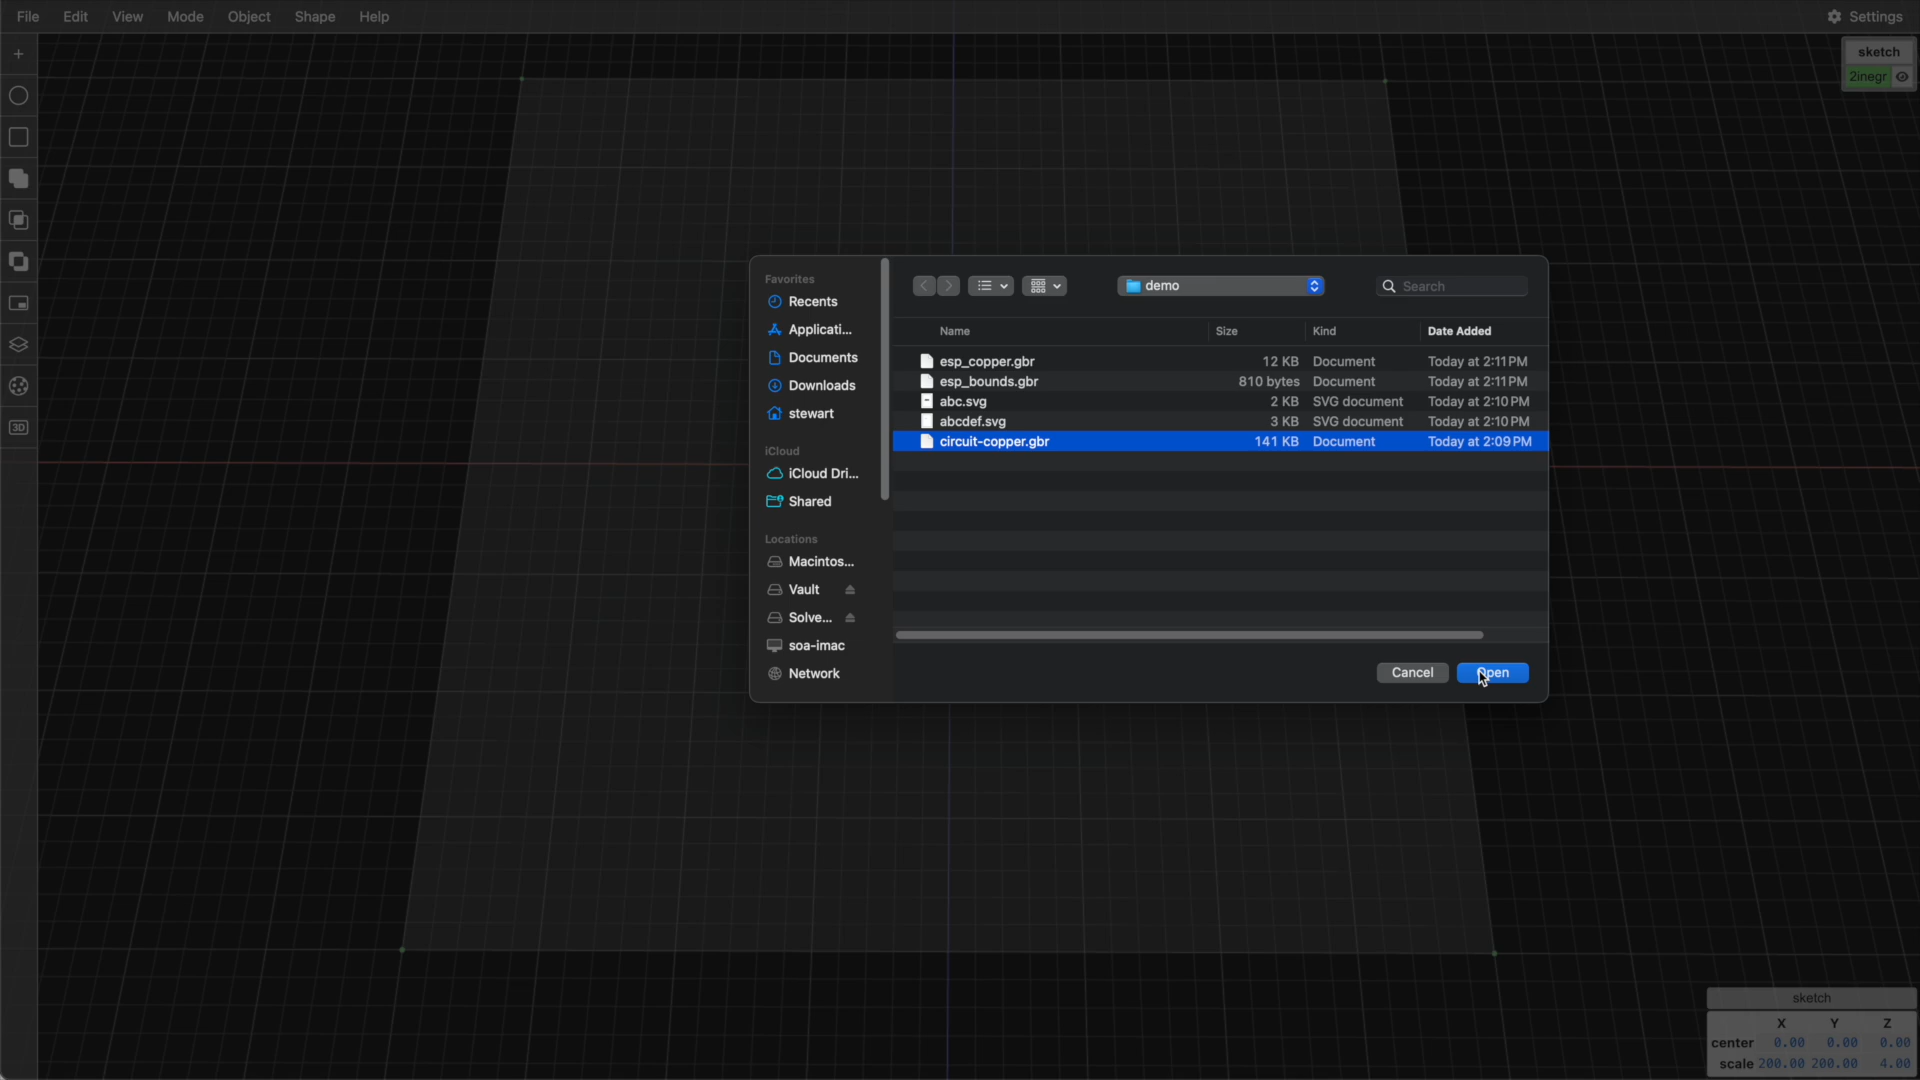 File Edit View Mode Object Shape Help Settings
sketch
2inegr
Favorites
Recents
Applicati...
Documents
Downloads
stewart
iCloud
iCloud Dri...
Shared
Locations
Macintos...
Vault
Solve...
soa-imac
Network
demo
Search
Name Size Kind Date Added
esp_copper.gbr 12 KB Document Today at 2:11 PM
esp_bounds.gbr 810 bytes Document Today at 2:11 PM
abc.svg 2 KB SVG document Today at 2:10 PM
abcdef.svg 3 KB SVG document Today at 2:10 PM
circuit-copper.gbr 141 KB Document Today at 2:09 PM
Cancel Open
3D
sketch
X Y Z
center 0.00 0.00 0.00
scale 200.00 200.00 4.00